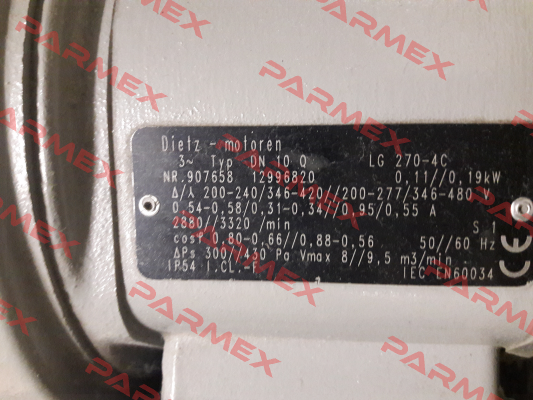 Dietz - motoren
3~ Typ DN 10 Q LG 270-4C
NR.907658 12996820 0,11//0,19kW
Δ/⅄ 200-240/346-420//200-277/346-480 V
0,54-0,58/0,31-0,34//0,95/0,55 A
2880//3320 /min S 1
cosφ 0,80-0,66//0,88-0,56 50//60 Hz
ΔPs 300//430 Pa Vmax 8//9,5 m3/min
IP54 I.CL.-F IEC-EN60034
CE
PARMEX
PARMEX
PARMEX
PARMEX
PARMEX
PARMEX